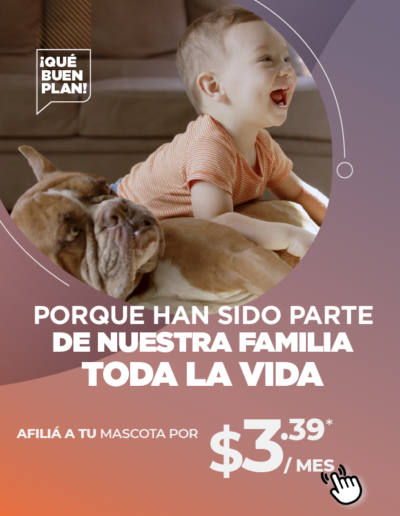 ¡QUÉ
BUEN
PLAN!
PORQUE HAN SIDO PARTE
DE NUESTRA FAMILIA
TODA LA VIDA
AFILIÁ A TU MASCOTA POR $3.39*
/ MES